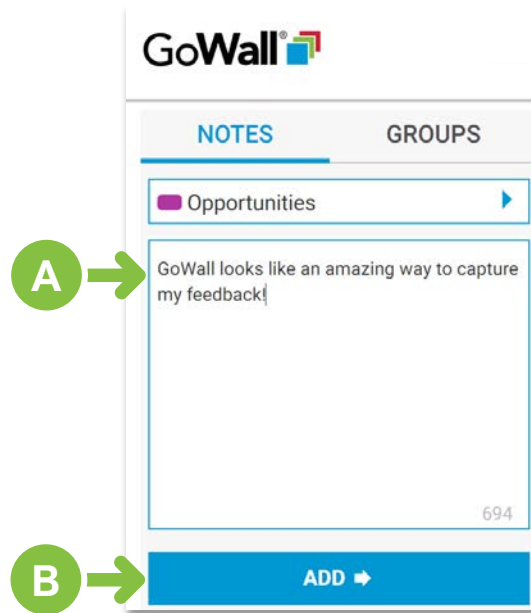 GoWall®
NOTES GROUPS
Opportunities
A
GoWall looks like an amazing way to capture
my feedback!
694
B
ADD